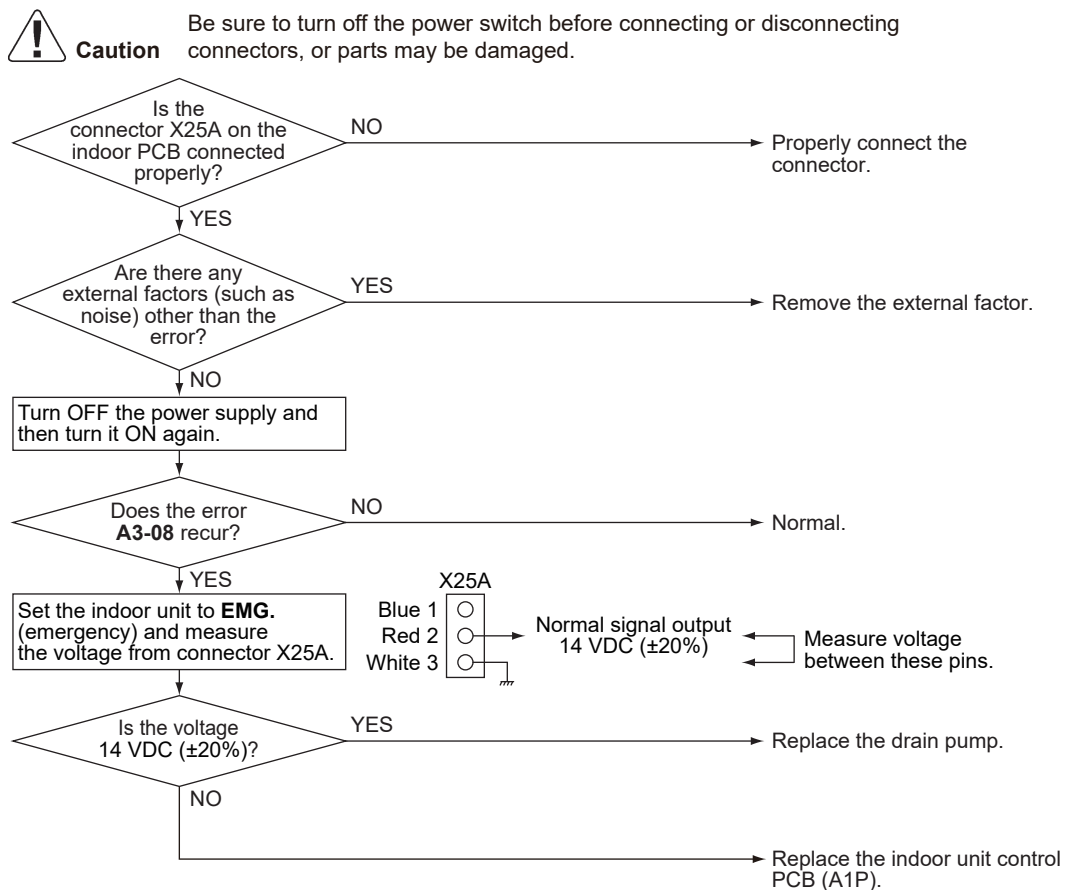 Be sure to turn off the power switch before connecting or disconnecting
Caution connectors, or parts may be damaged.
Is the
connector X25A on the
indoor PCB connected
properly?
NO
Properly connect the
connector.
YES
Are there any
external factors (such as
noise) other than the
error?
YES
Remove the external factor.
NO
Turn OFF the power supply and
then turn it ON again.
Does the error
A3-08 recur?
NO
Normal.
YES
Set the indoor unit to EMG.
(emergency) and measure
the voltage from connector X25A.
X25A
Blue 1
Red 2
White 3
Normal signal output
14 VDC (±20%)
Measure voltage
between these pins.
Is the voltage
14 VDC (±20%)?
YES
Replace the drain pump.
NO
Replace the indoor unit control
PCB (A1P).